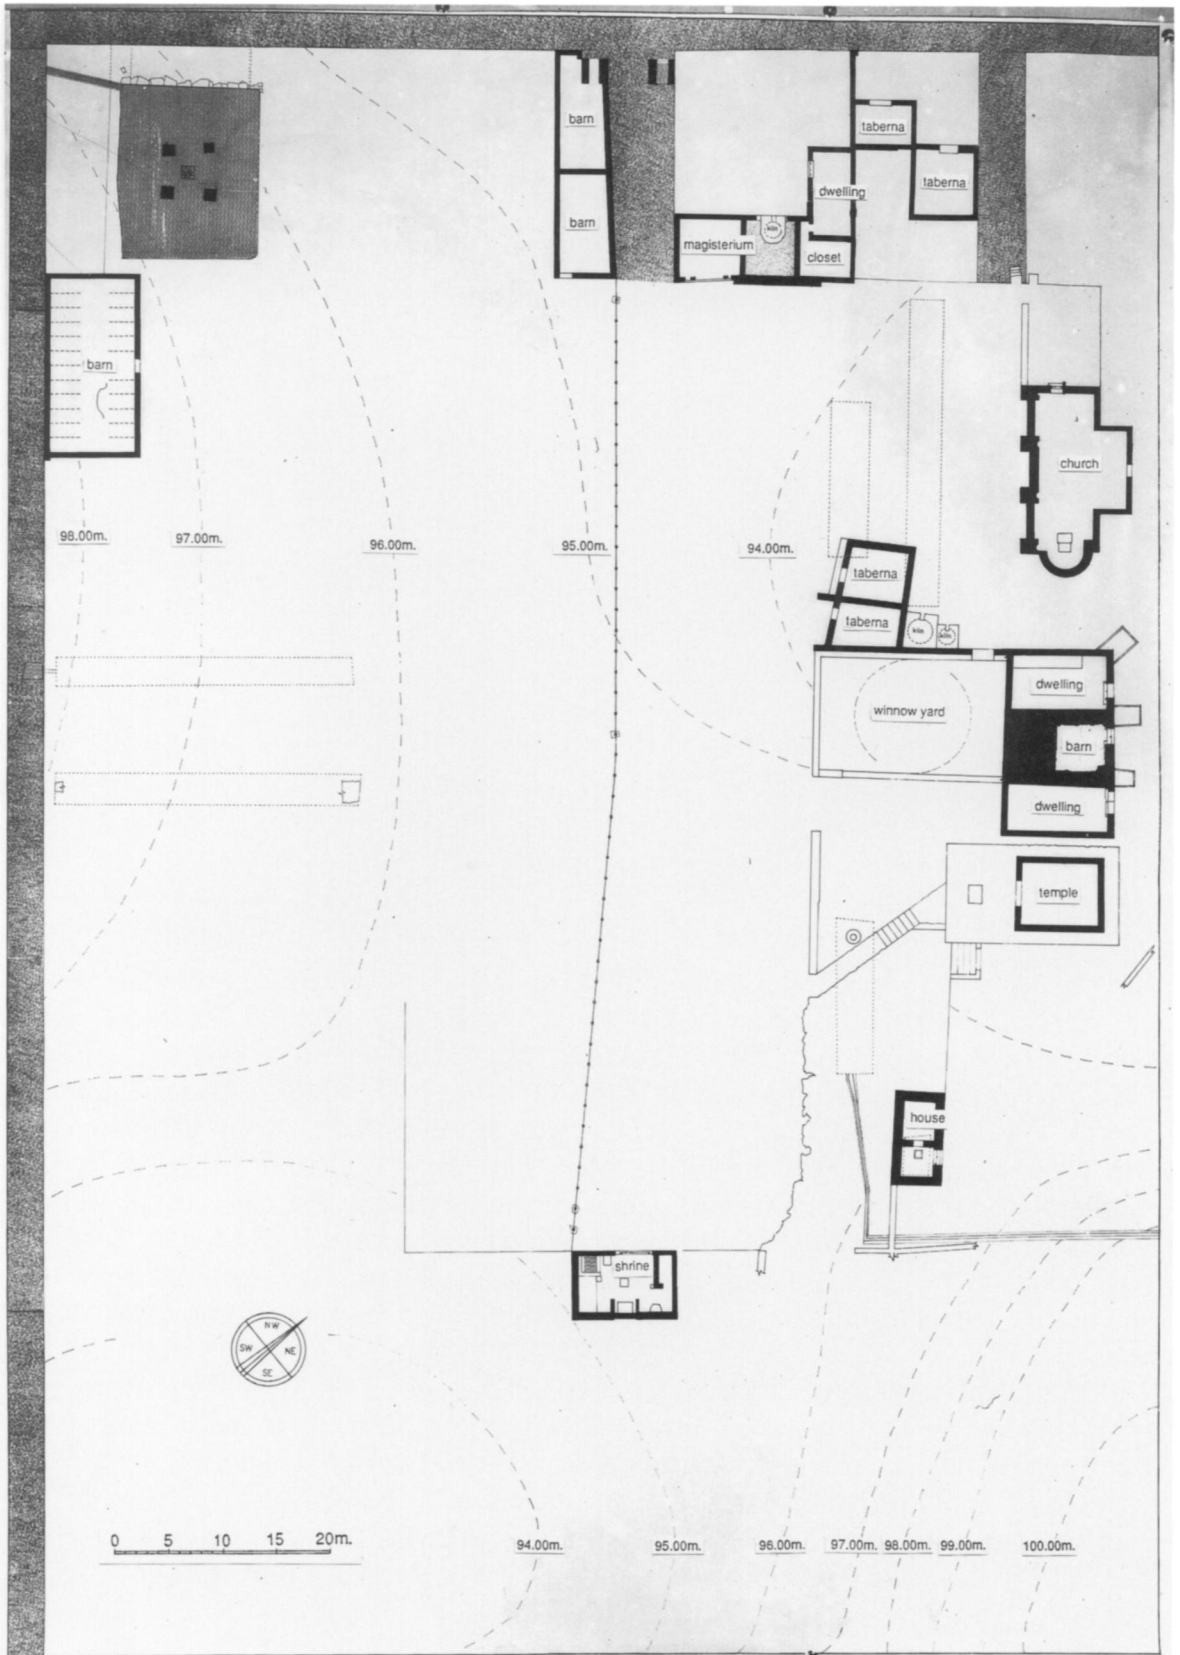 barn
taberna
taberna
dwelling
barn
magisterium
kiln
closet
barn
church
98.00m.
97.00m.
96.00m.
95.00m.
94.00m.
taberna
taberna
kiln
kiln
dwelling
winnow yard
barn
dwelling
temple
house
shrine
NW
SW
NE
SE
0 5 10 15 20m.
94.00m.
95.00m.
96.00m.
97.00m.
98.00m.
99.00m.
100.00m.